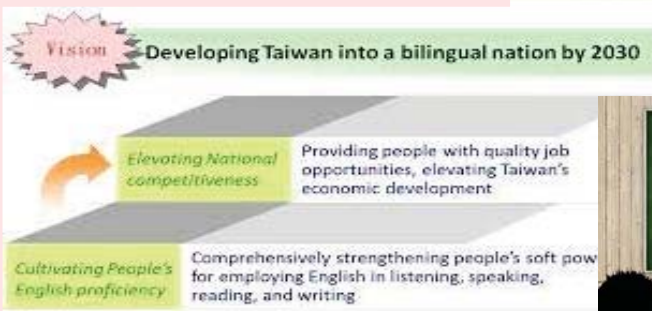 Vision
Developing Taiwan into a bilingual nation by 2030
Elevating National
competitiveness
Providing people with quality job
opportunities, elevating Taiwan's
economic development
Cultivating People's
English proficiency
Comprehensively strengthening people's soft pow
for employing English in listening, speaking,
reading, and writing